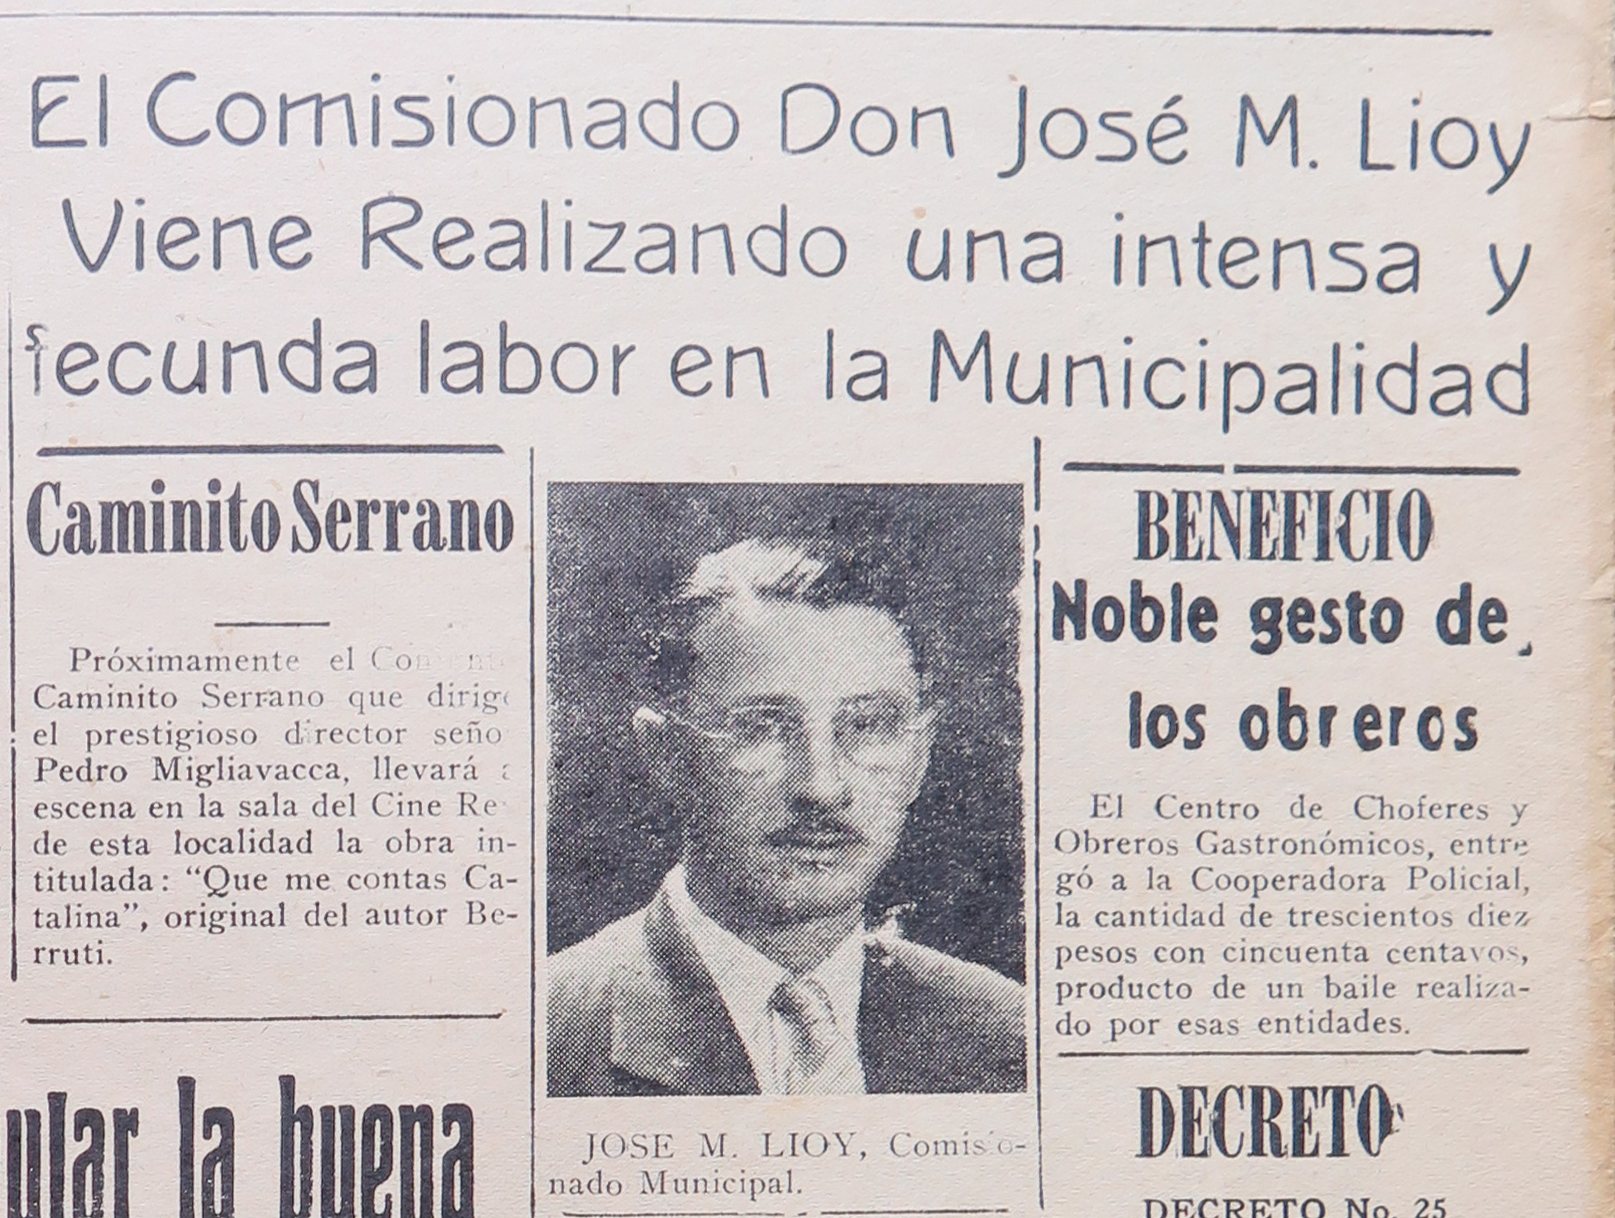 El Comisionado Don José M. Lioy
Viene Realizando una intensa y
fecunda labor en la Municipalidad
Caminito Serrano
Próximamente el
Caminito Serrano que dirige
el prestigioso director seño
Pedro Migliavacca, llevará a
escena en la sala del Cine Re
de esta localidad la obra in-
titulada: “Que me contas Ca-
talina”, original del autor Be-
rruti.
ular la buena
JOSE M. LIOY, Comisio-
nado Municipal.
BENEFICIO
Noble gesto de
los obreros
El Centro de Choferes y
Obreros Gastronómicos, entre
gó a la Cooperadora Policial,
la cantidad de trescientos diez
pesos con cincuenta centavos,
producto de un baile realiza-
do por esas entidades.
DECRETO
DECRETO No. 25